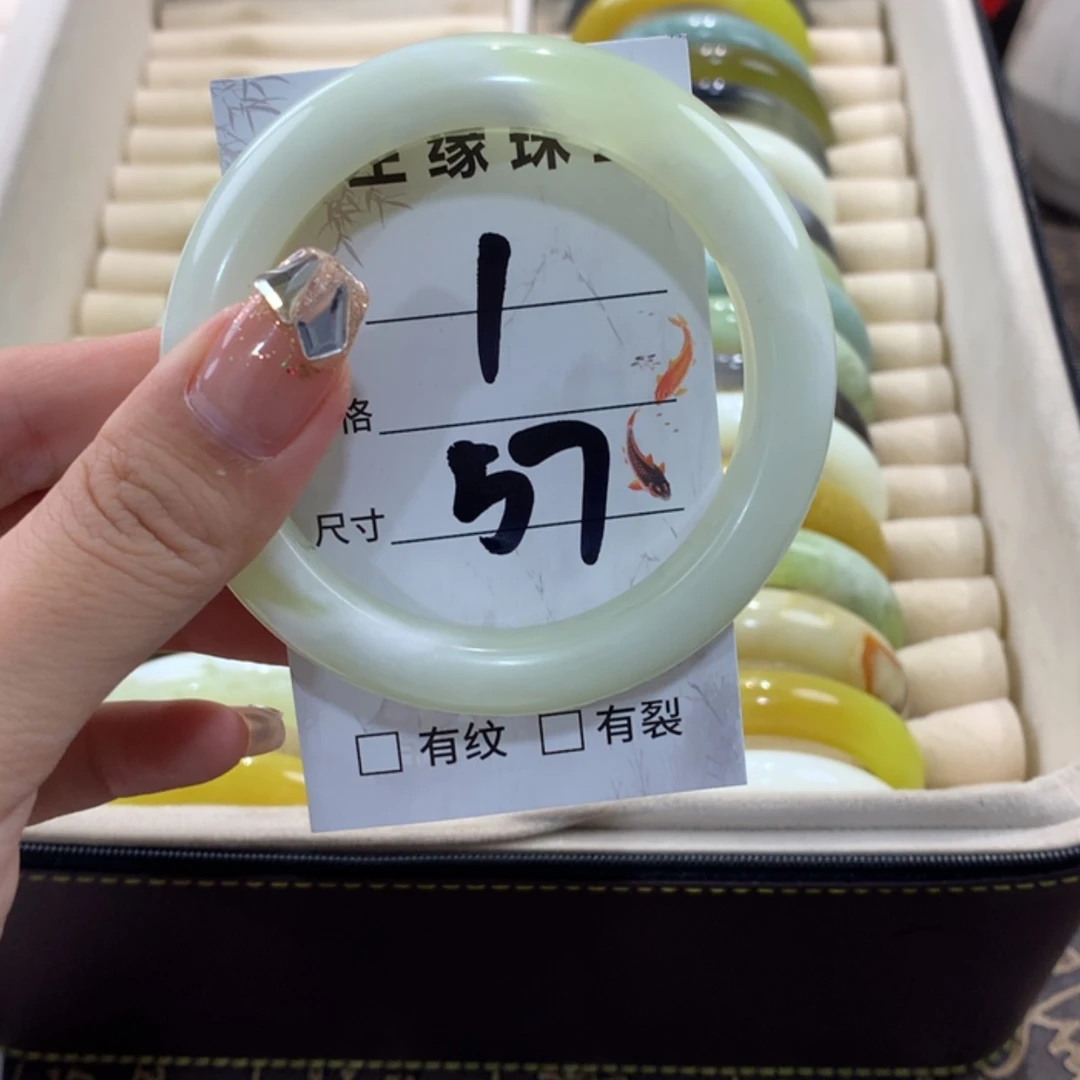 缘珠
1
格
尺寸 57
□ 有纹 □ 有裂